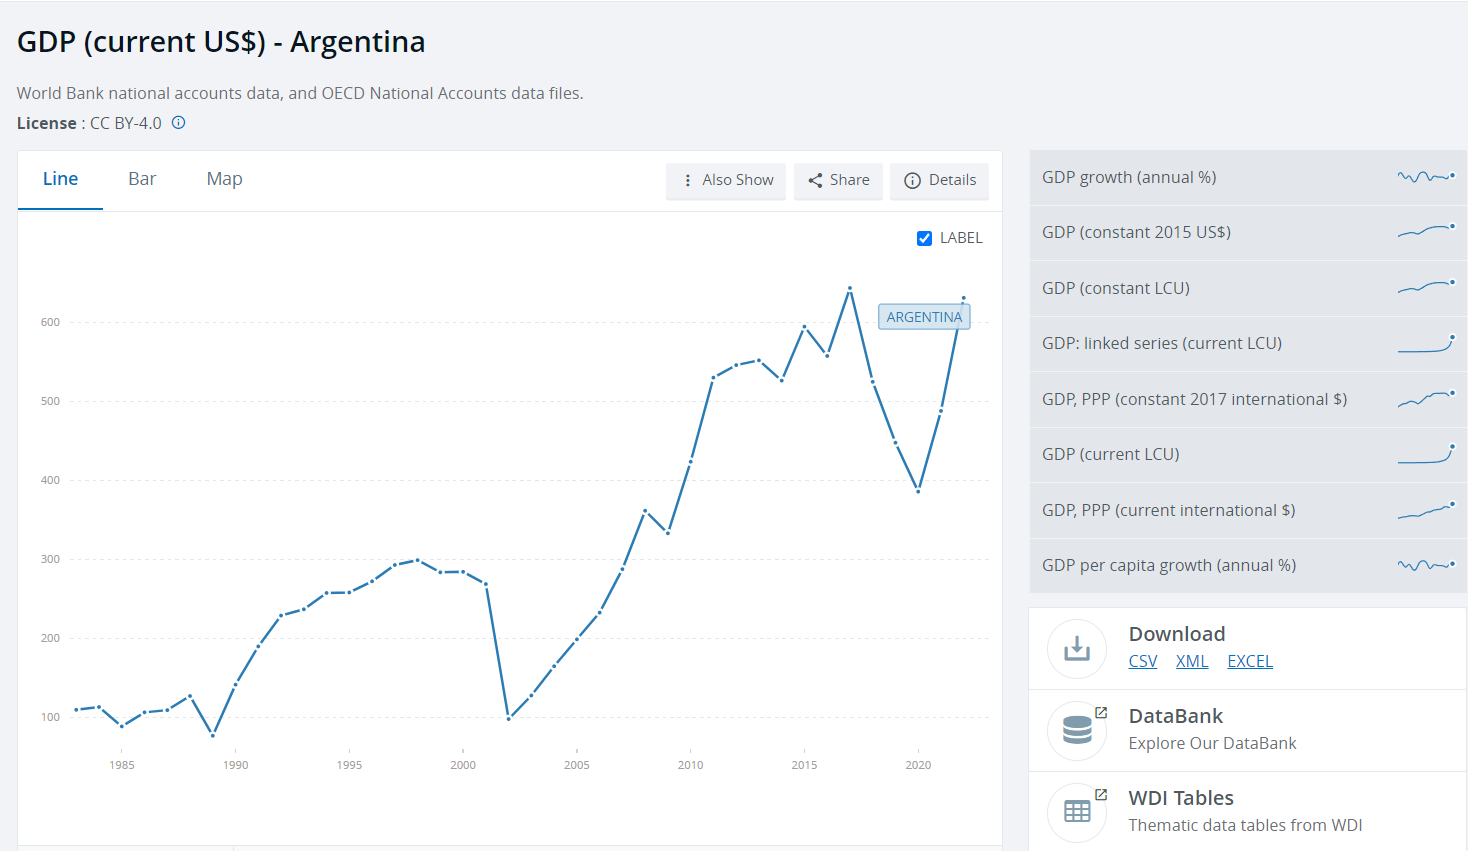 GDP (current US$) - Argentina
World Bank national accounts data, and OECD National Accounts data files.
License : CC BY-4.0
Line Bar Map
Also Show Share Details
LABEL
ARGENTINA
600
500
400
300
200
100
1985 1990 1995 2000 2005 2010 2015 2020
GDP growth (annual %)
GDP (constant 2015 US$)
GDP (constant LCU)
GDP: linked series (current LCU)
GDP, PPP (constant 2017 international $)
GDP (current LCU)
GDP, PPP (current international $)
GDP per capita growth (annual %)
Download
CSV XML EXCEL
DataBank
Explore Our DataBank
WDI Tables
Thematic data tables from WDI